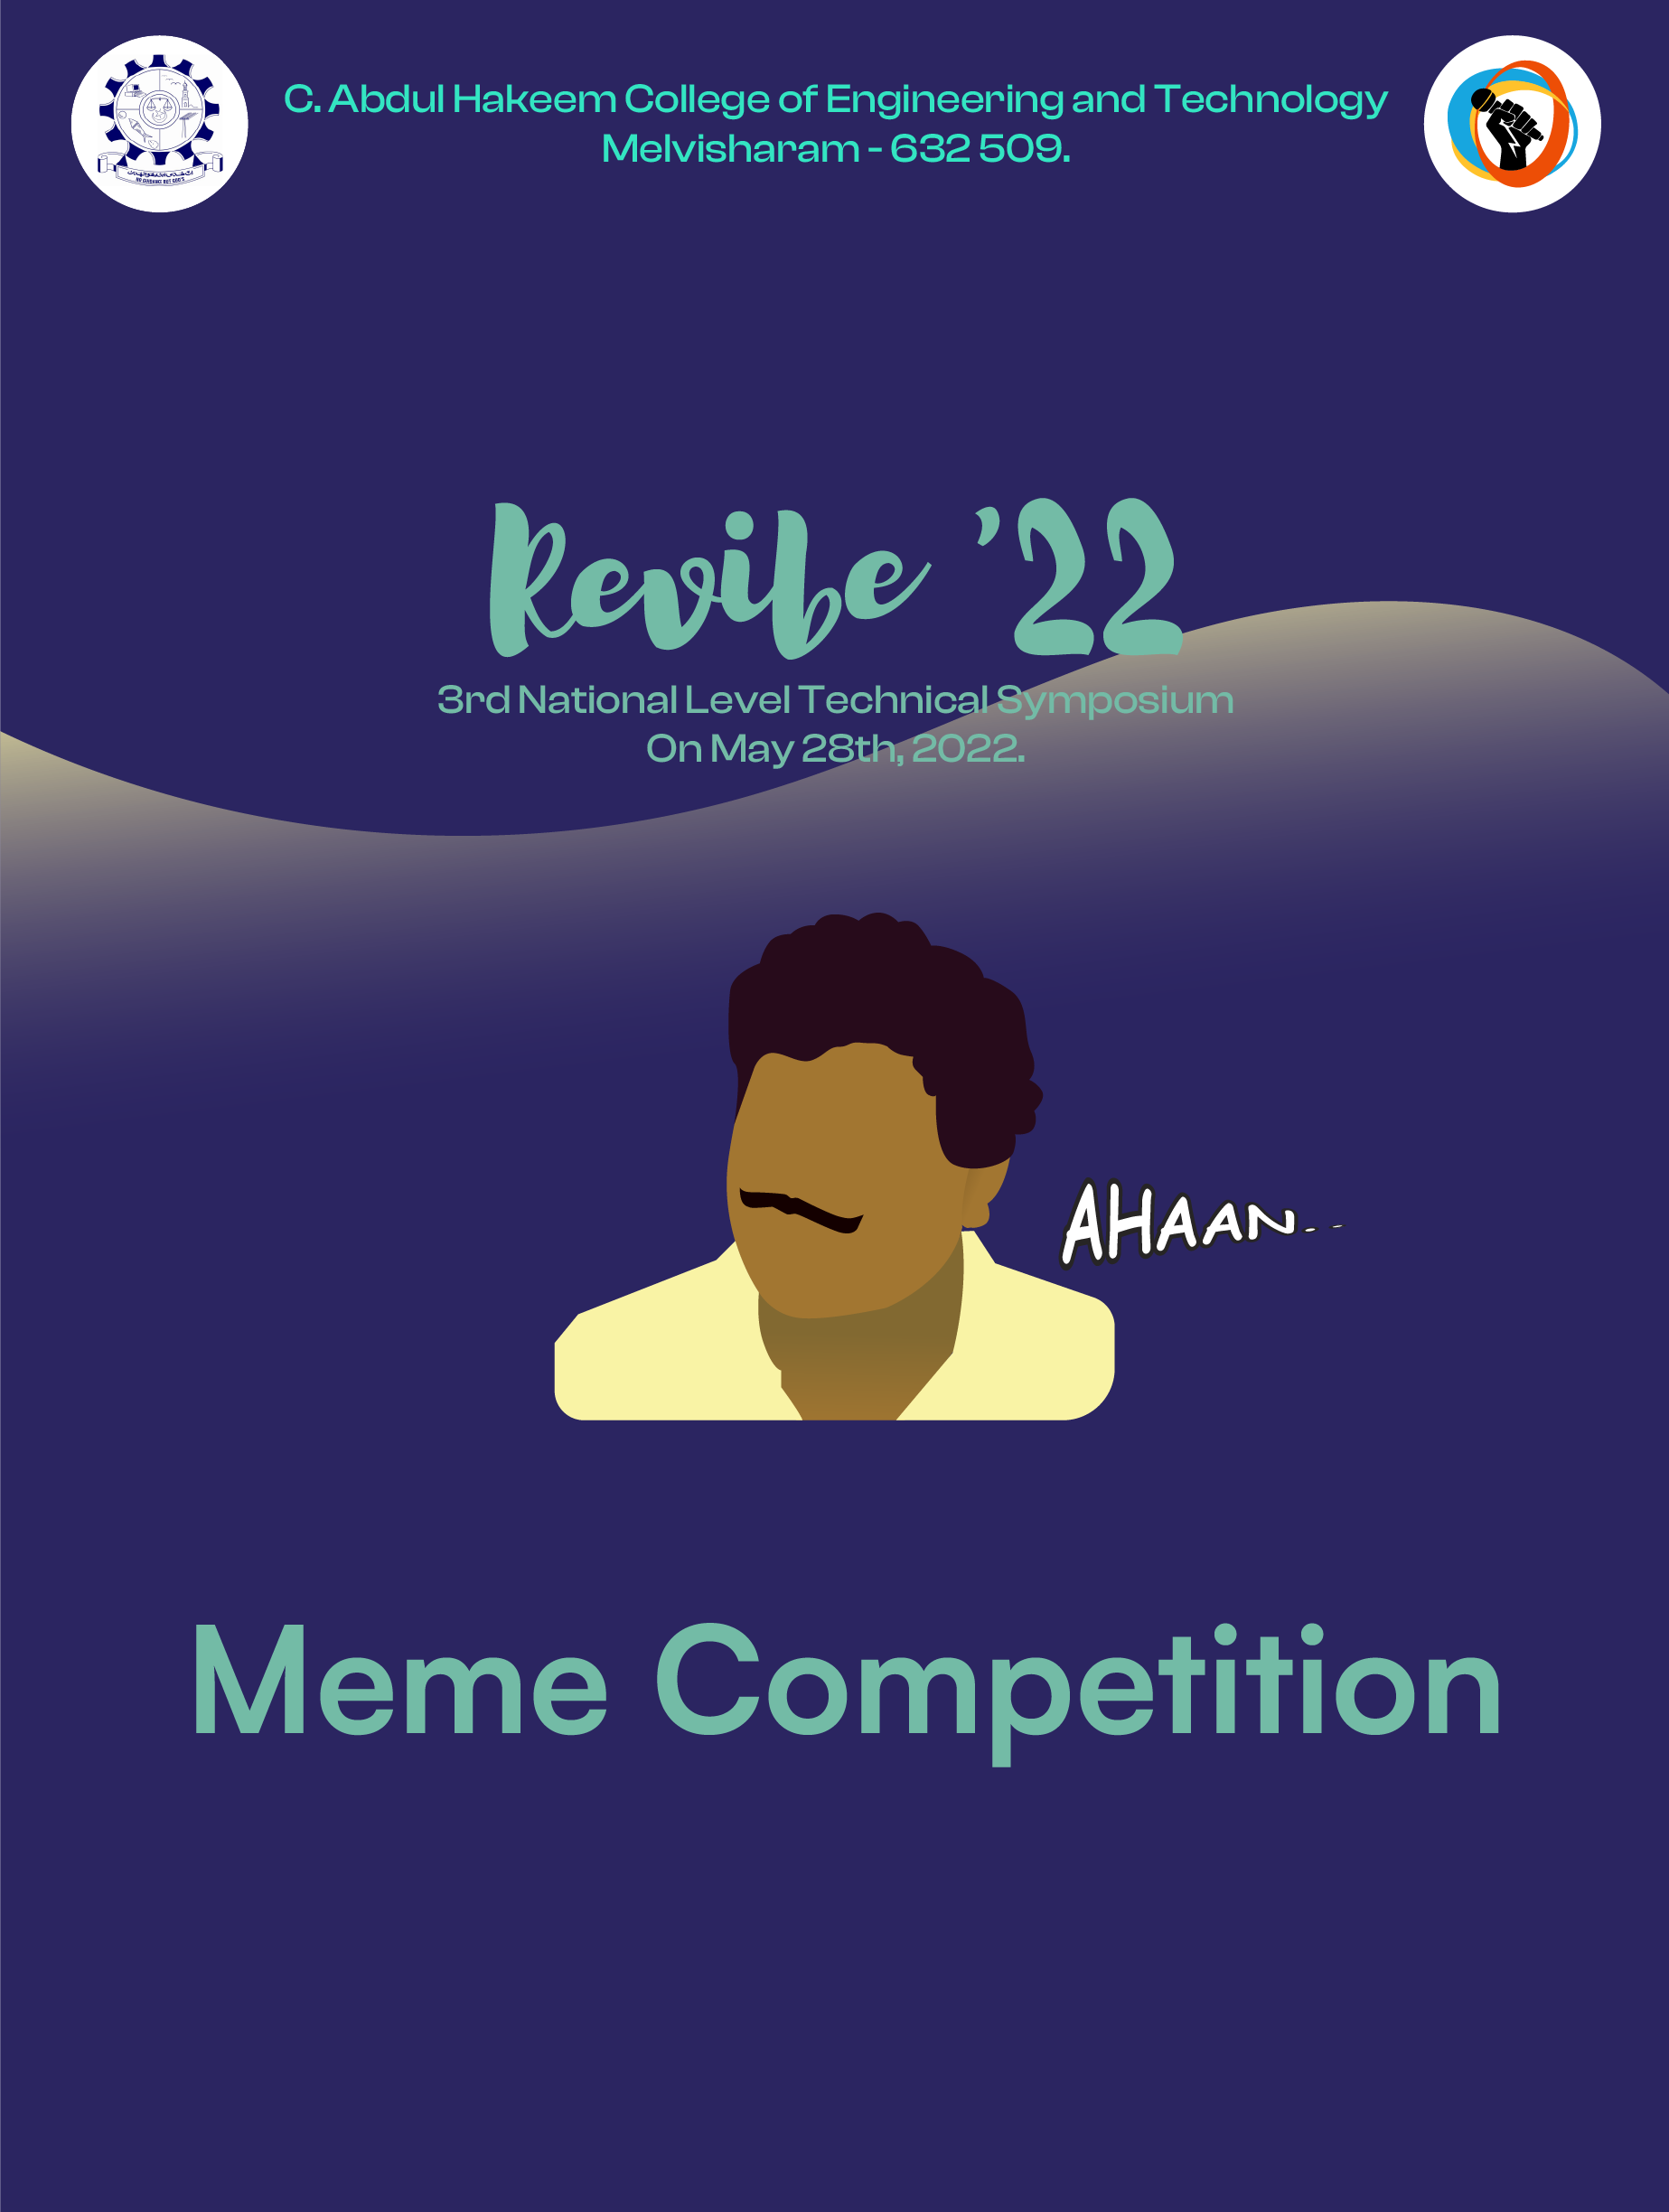 C. Abdul Hakeem College of Engineering and Technology
Melvisharam - 632 509.
Revibe '22
3rd National Level Technical Symposium
On May 28th, 2022.
AHAAN. - -
Meme Competition